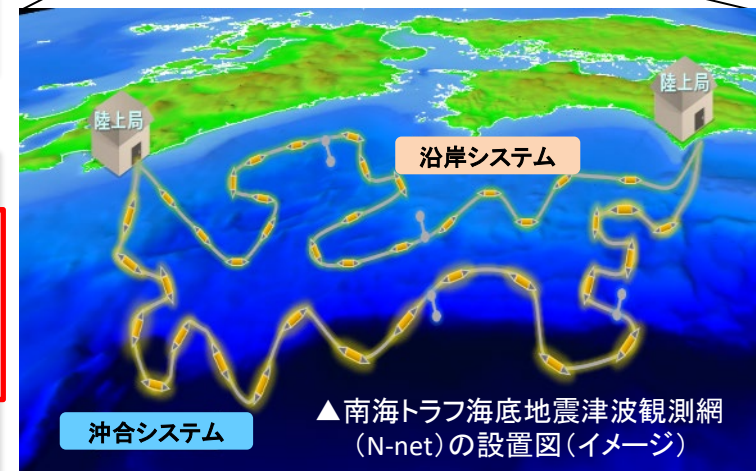 陸上局
陸上局
沿岸システム
沖合システム
▲南海トラフ海底地震津波観測網
（N-net）の設置図（イメージ）